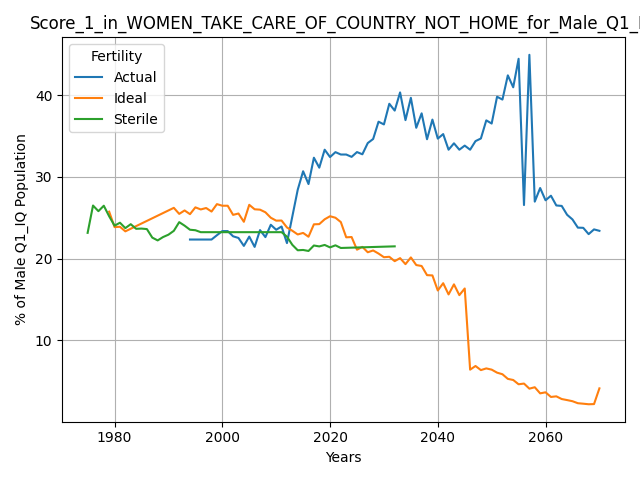 Score_1_in_WOMEN_TAKE_CARE_OF_COUNTRY_NOT_HOME_for_Male_Q1_I
Fertility
Actual
Ideal
Sterile
% of Male Q1_IQ Population
40
30
20
10
1980 2000 2020 2040 2060
Years